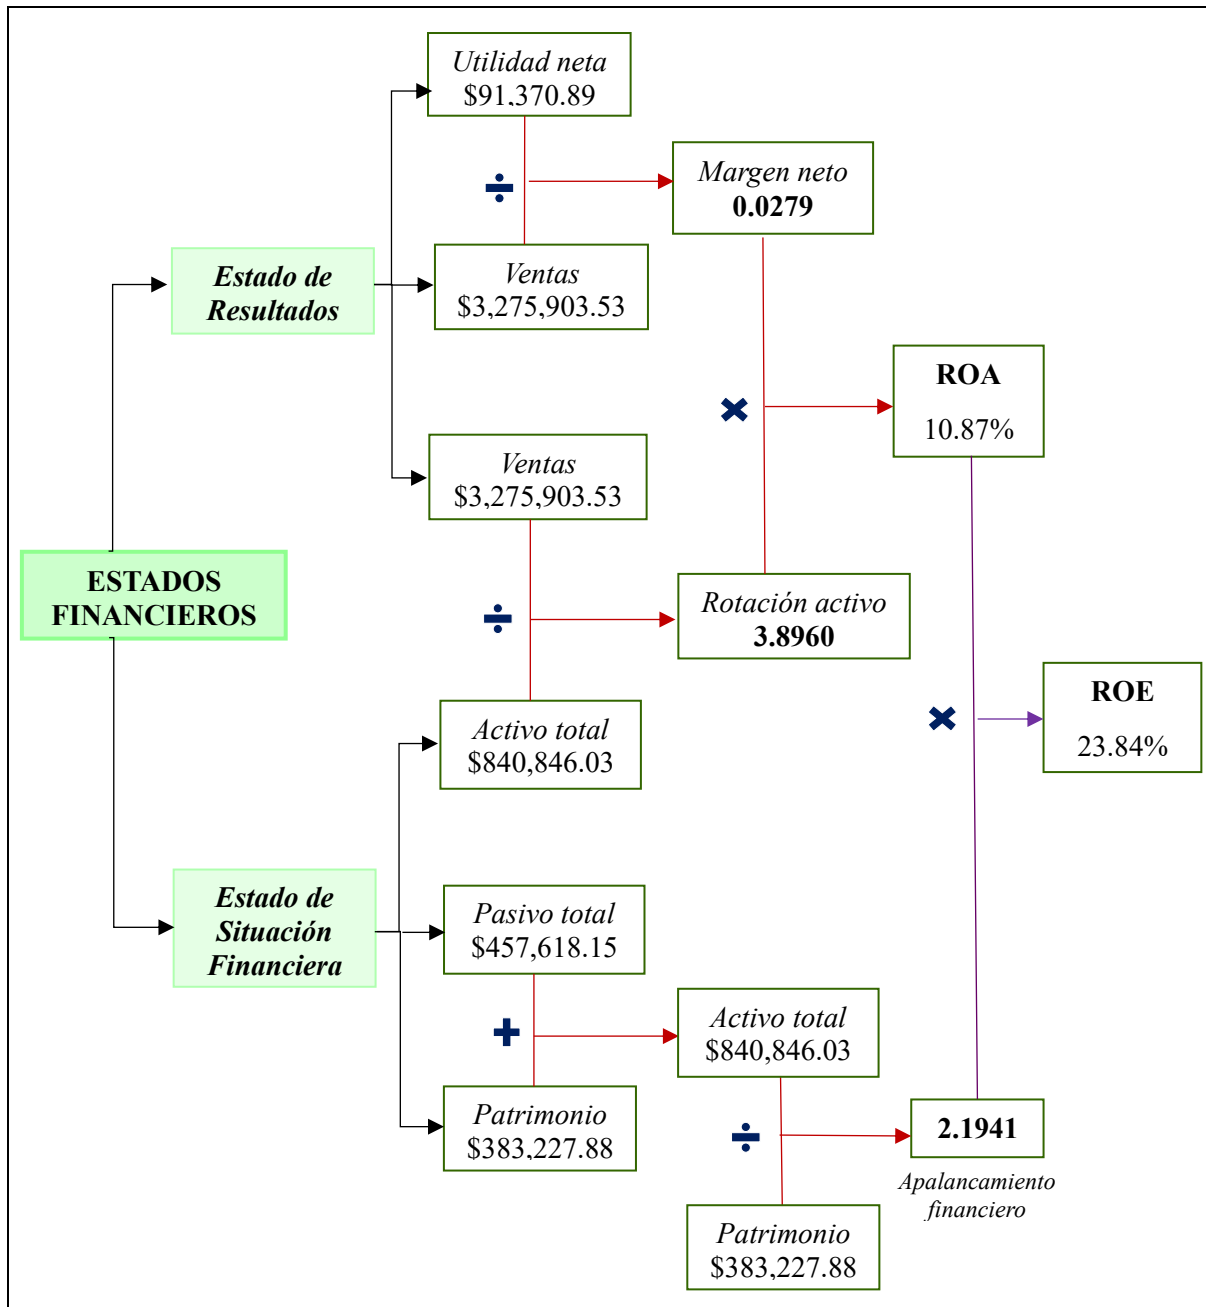 Utilidad neta
$91,370.89
÷
Margen neto
0.0279
Estado de
Resultados
Ventas
$3,275,903.53
×
ROA
10.87%
Ventas
$3,275,903.53
ESTADOS
FINANCIEROS
÷
Rotación activo
3.8960
Activo total
$840,846.03
×
ROE
23.84%
Estado de
Situación
Financiera
Pasivo total
$457,618.15
+
Activo total
$840,846.03
Patrimonio
$383,227.88
÷
2.1941
Apalancamiento
financiero
Patrimonio
$383,227.88